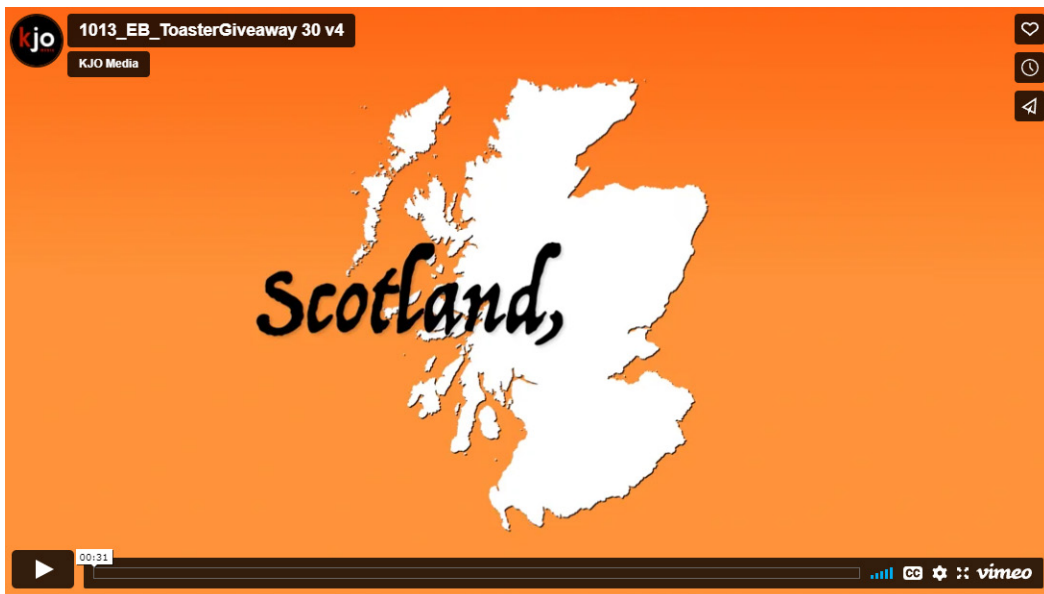 kjo
1013_EB_ToasterGiveaway 30 v4
KJO Media
Scotland,
00:31
CC
vimeo